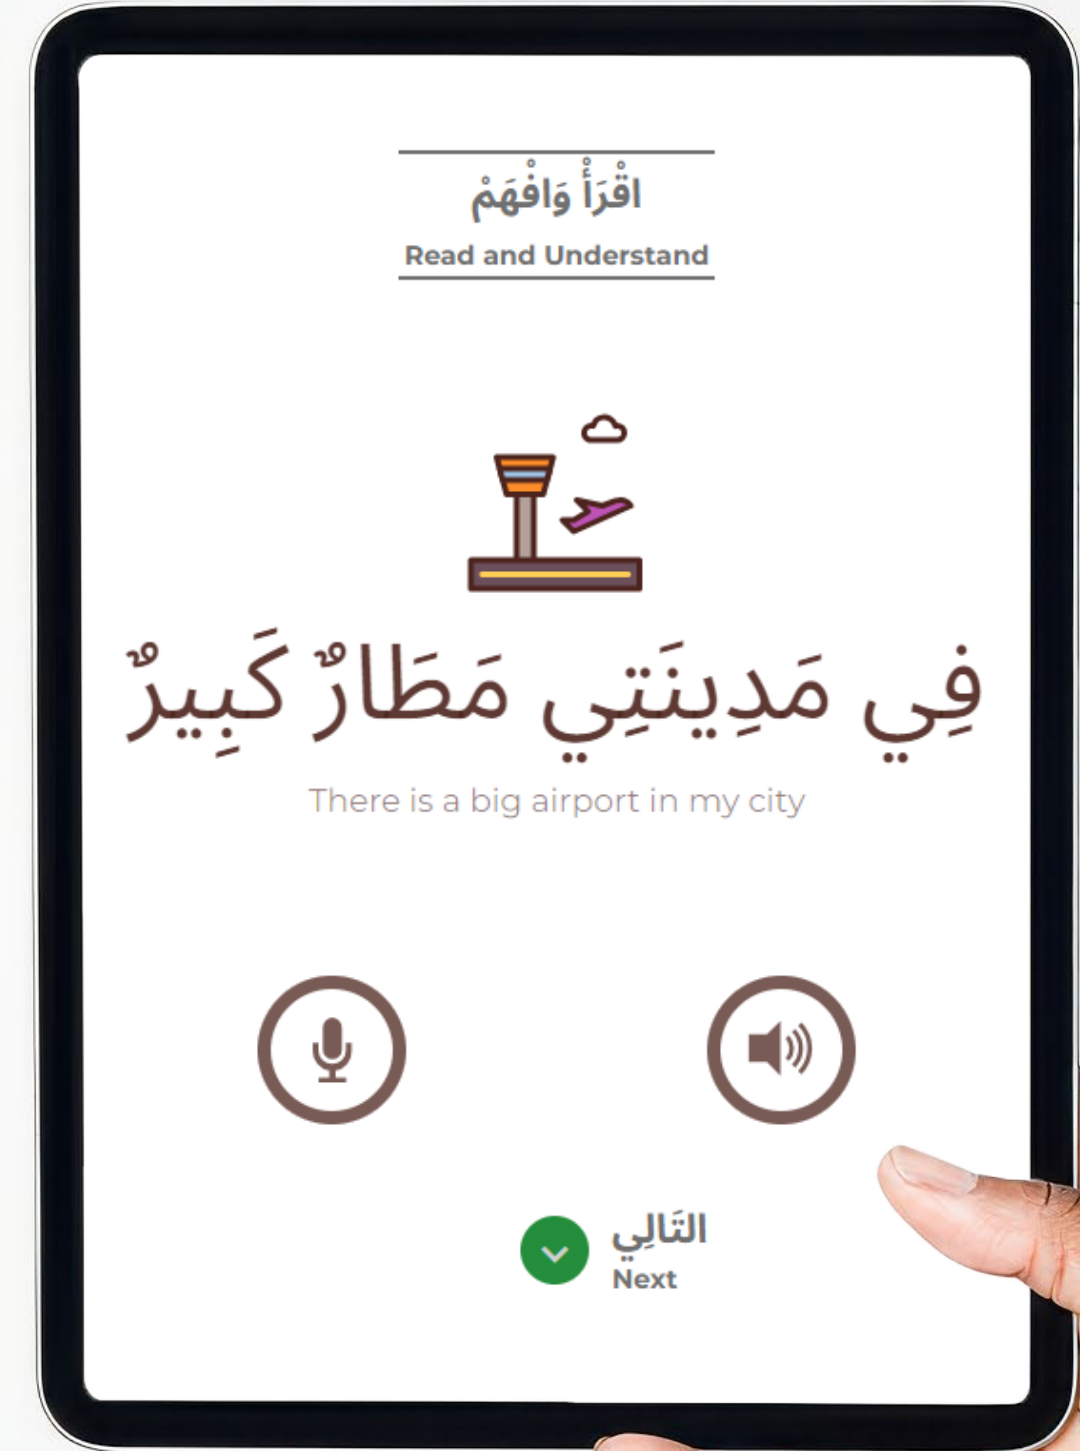 اقْرَأْ وَافْهَمْ
Read and Understand
فِي مَدِينَتِي مَطَارٌ كَبِيرٌ
There is a big airport in my city
التَالِي
Next